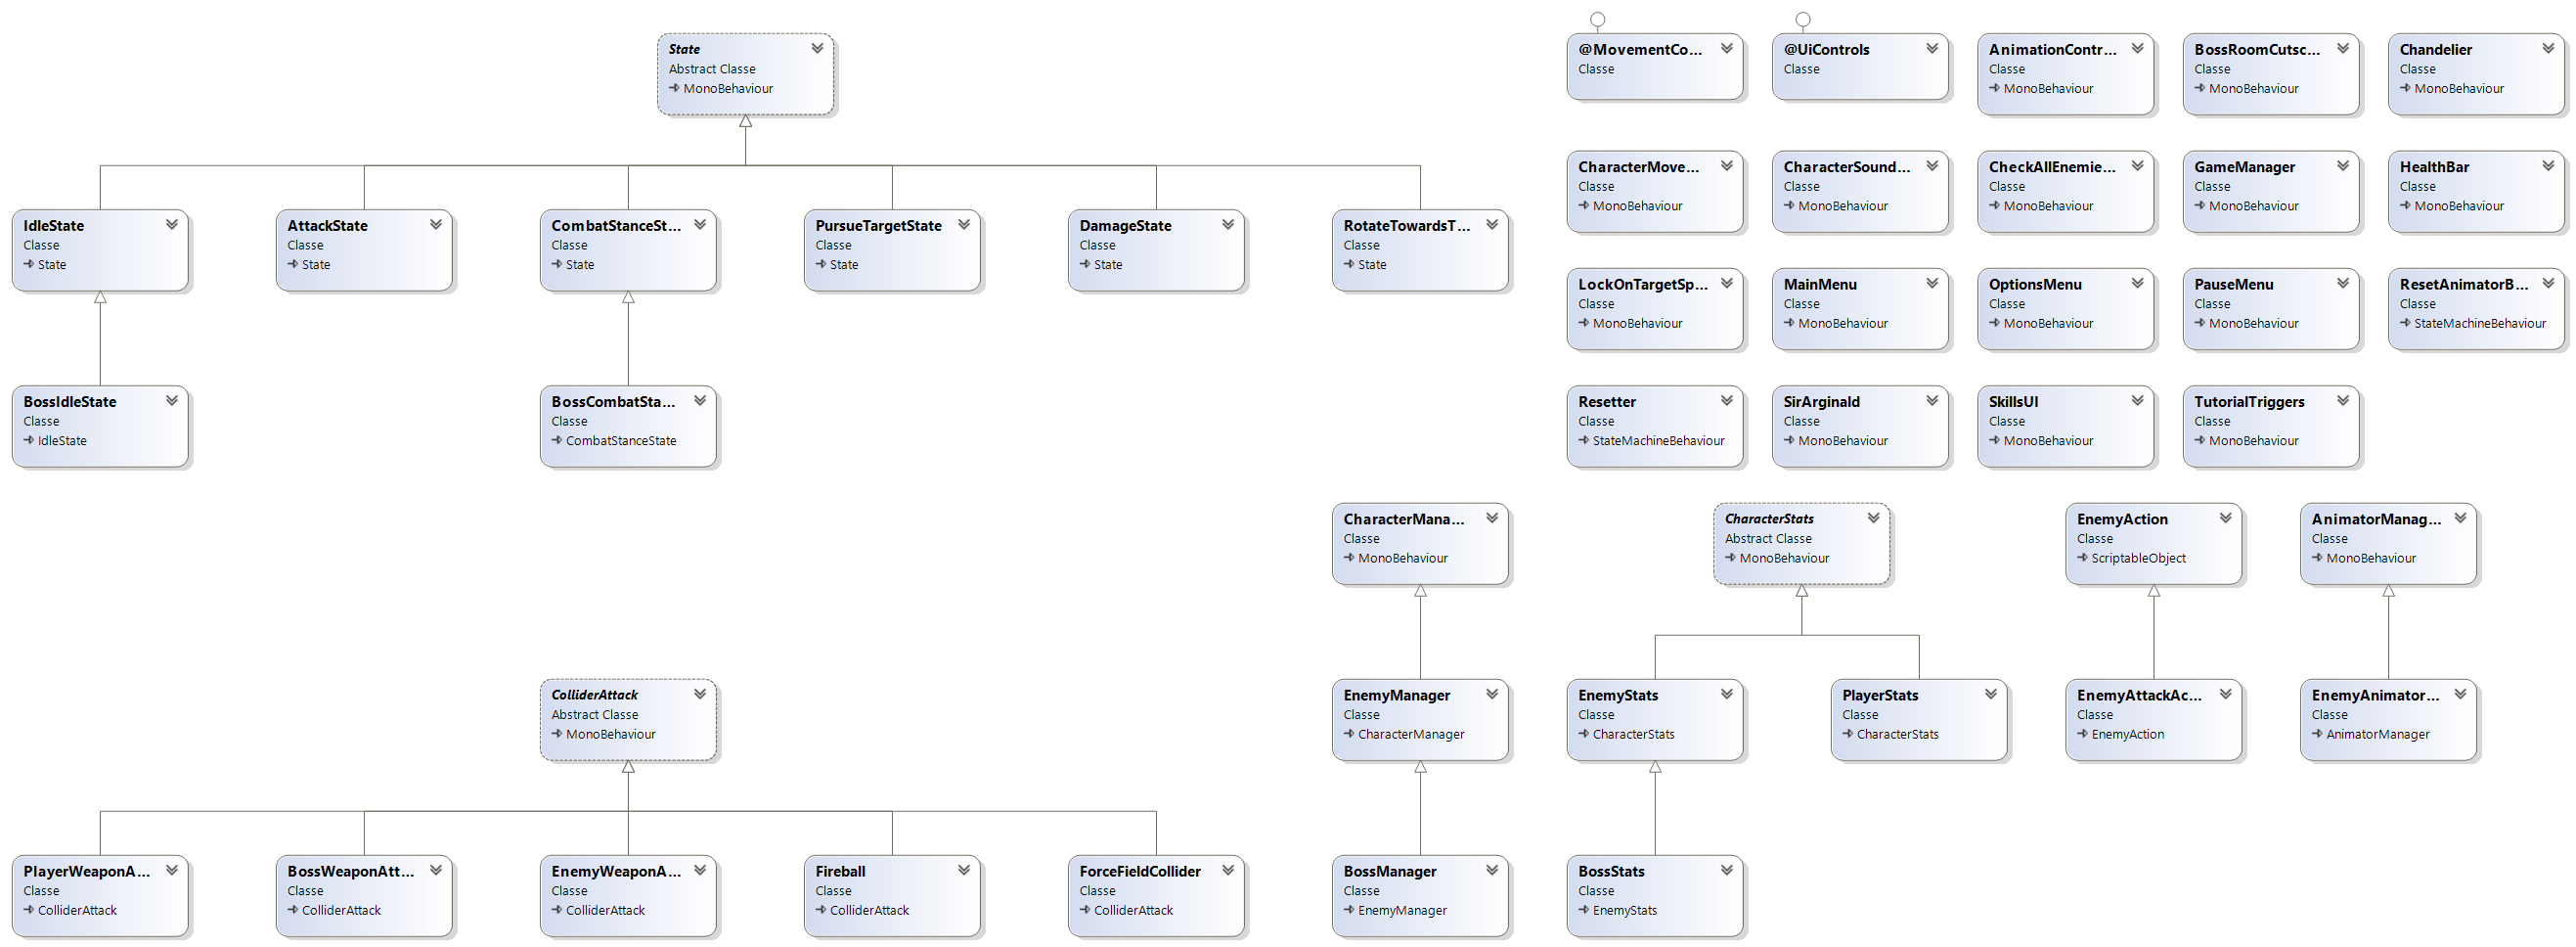 State
Abstract Classe
MonoBehaviour
IdleState
Classe
State
AttackState
Classe
State
CombatStanceSt...
Classe
State
PursueTargetState
Classe
State
DamageState
Classe
State
RotateTowardsT...
Classe
State
BossIdleState
Classe
IdleState
BossCombatSta...
Classe
CombatStanceState
@MovementCo...
Classe
@UiControls
Classe
AnimationContr...
Classe
MonoBehaviour
BossRoomCutsc...
Classe
MonoBehaviour
Chandelier
Classe
MonoBehaviour
CharacterMove...
Classe
MonoBehaviour
CharacterSound...
Classe
MonoBehaviour
CheckAllEnemie...
Classe
MonoBehaviour
GameManager
Classe
MonoBehaviour
HealthBar
Classe
MonoBehaviour
LockOnTargetSp...
Classe
MonoBehaviour
MainMenu
Classe
MonoBehaviour
OptionsMenu
Classe
MonoBehaviour
PauseMenu
Classe
MonoBehaviour
ResetAnimatorB...
Classe
StateMachineBehaviour
Resetter
Classe
StateMachineBehaviour
SirArginald
Classe
MonoBehaviour
SkillsUI
Classe
MonoBehaviour
TutorialTriggers
Classe
MonoBehaviour
CharacterMana...
Classe
MonoBehaviour
CharacterStats
Abstract Classe
MonoBehaviour
EnemyAction
Classe
ScriptableObject
AnimatorManag...
Classe
MonoBehaviour
ColliderAttack
Abstract Classe
MonoBehaviour
EnemyManager
Classe
CharacterManager
EnemyStats
Classe
CharacterStats
PlayerStats
Classe
CharacterStats
EnemyAttackAc...
Classe
EnemyAction
EnemyAnimator...
Classe
AnimatorManager
PlayerWeaponA...
Classe
ColliderAttack
BossWeaponAtt...
Classe
ColliderAttack
EnemyWeaponA...
Classe
ColliderAttack
Fireball
Classe
ColliderAttack
ForceFieldCollider
Classe
ColliderAttack
BossManager
Classe
EnemyManager
BossStats
Classe
EnemyStats